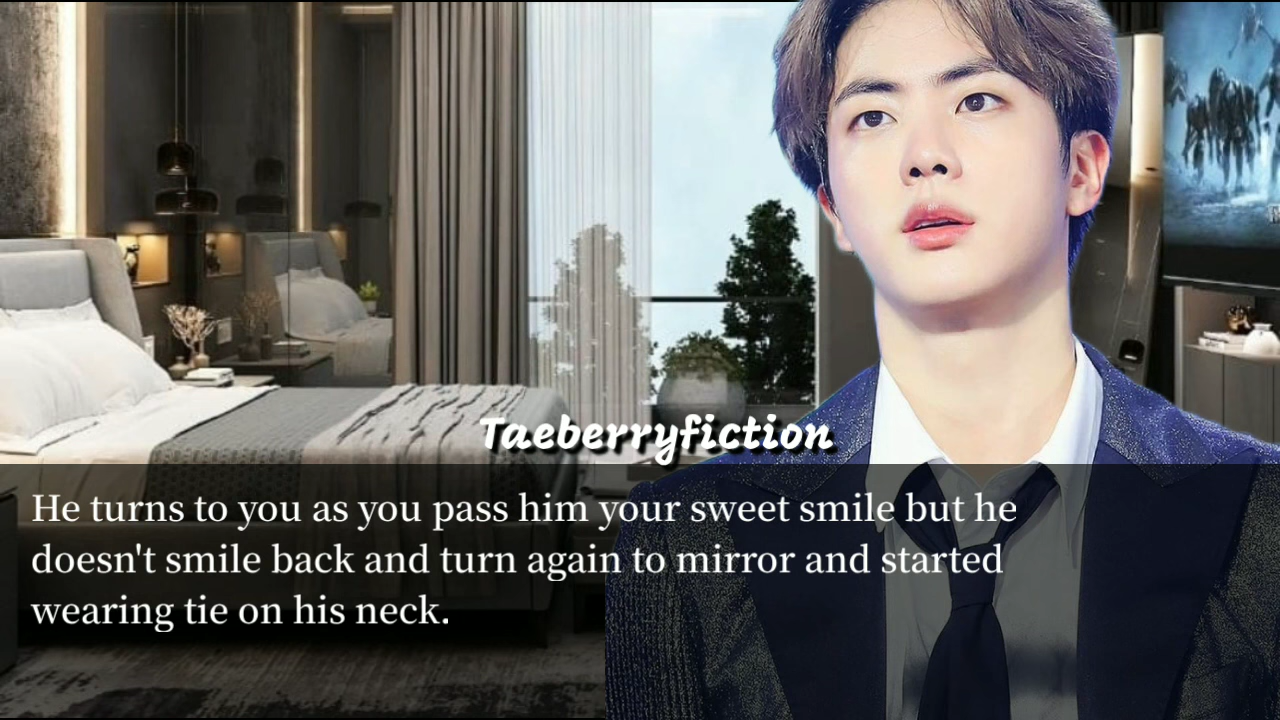 Taeberryfiction
He turns to you as you pass him your sweet smile but he
doesn't smile back and turn again to mirror and started
wearing tie on his neck.